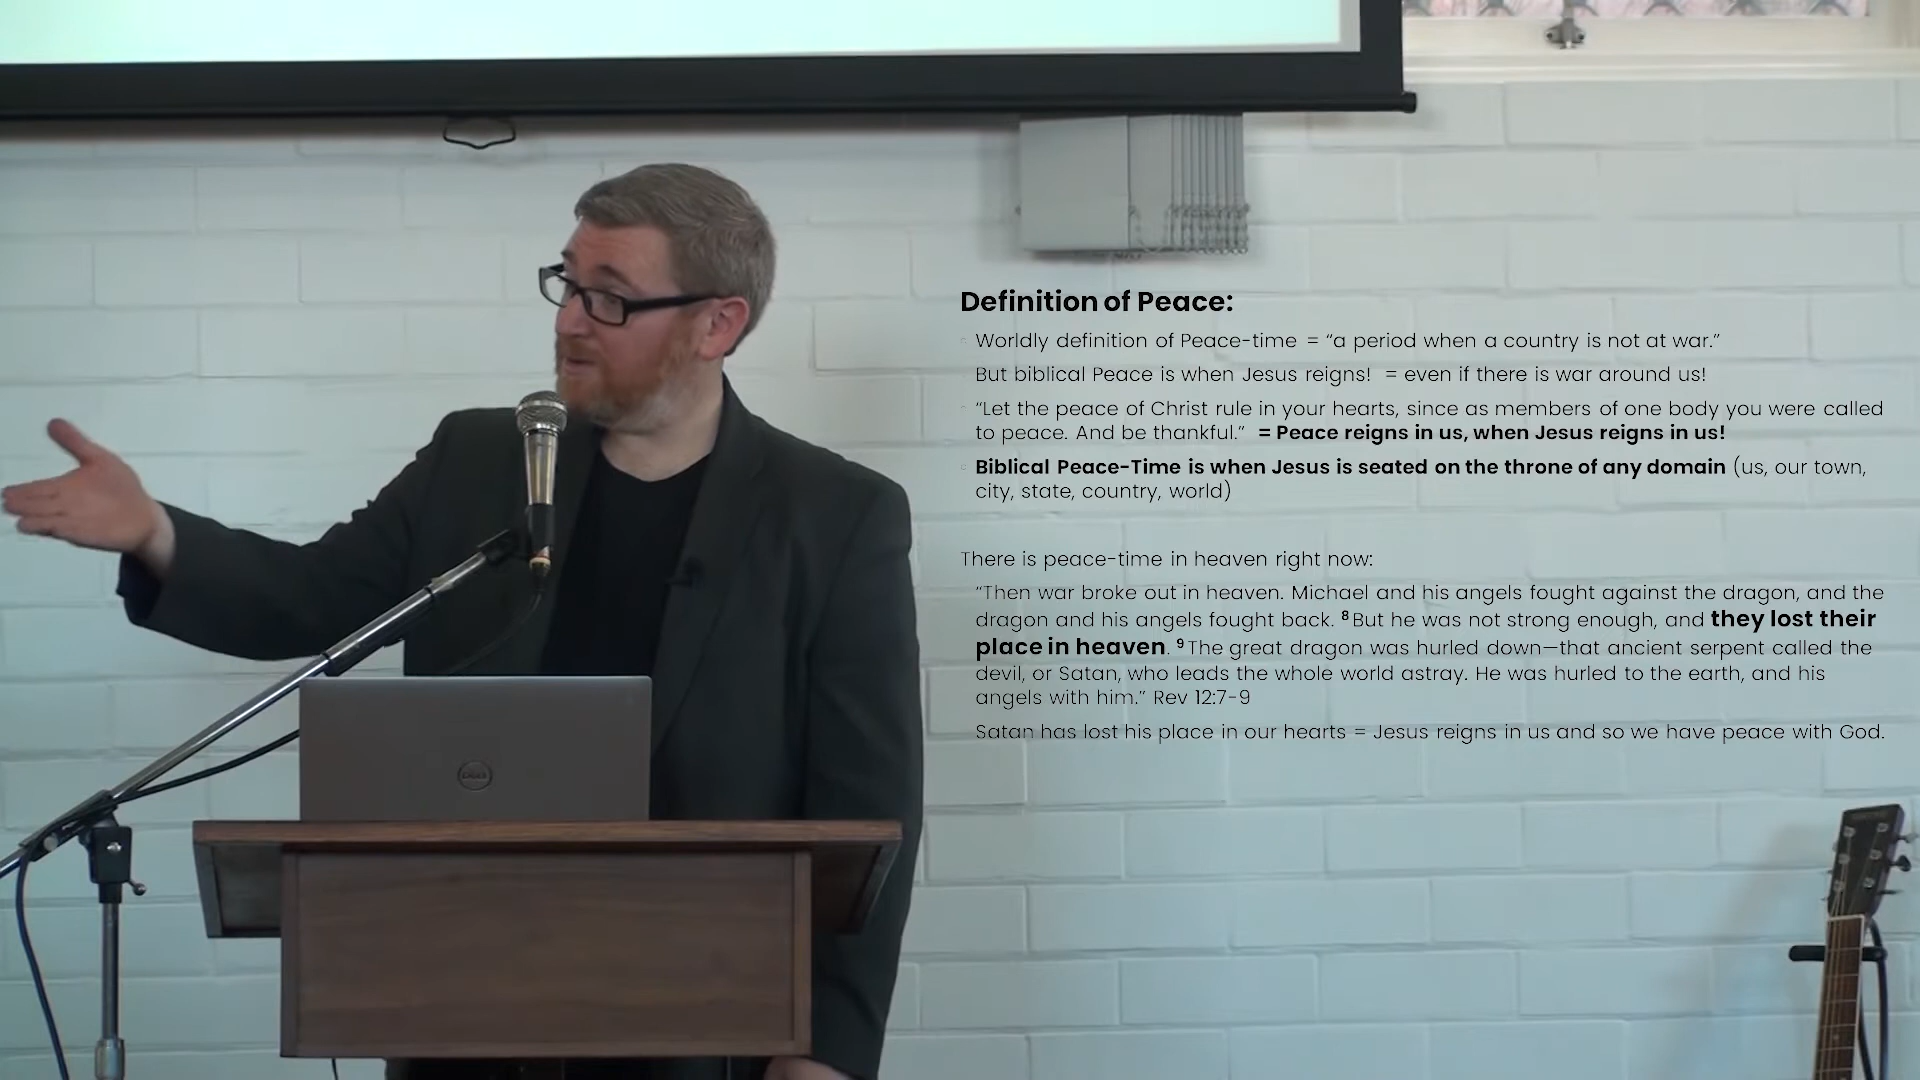 Definition of Peace:
Worldly definition of Peace-time = “a period when a country is not at war.”
But biblical Peace is when Jesus reigns! = even if there is war around us!
“Let the peace of Christ rule in your hearts, since as members of one body you were called
to peace. And be thankful.” = Peace reigns in us, when Jesus reigns in us!
Biblical Peace-Time is when Jesus is seated on the throne of any domain (us, our town,
city, state, country, world)
There is peace-time in heaven right now:
“Then war broke out in heaven. Michael and his angels fought against the dragon, and the
dragon and his angels fought back. 8 But he was not strong enough, and they lost their
place in heaven. 9 The great dragon was hurled down—that ancient serpent called the
devil, or Satan, who leads the whole world astray. He was hurled to the earth, and his
angels with him.” Rev 12:7-9
Satan has lost his place in our hearts = Jesus reigns in us and so we have peace with God.
DELL